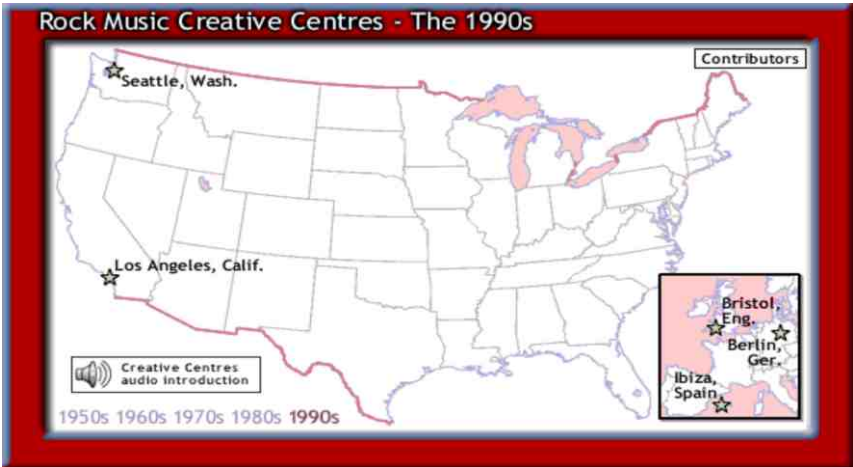 Rock Music Creative Centres - The 1990s
Contributors
Seattle, Wash.
Los Angeles, Calif.
Bristol,
Eng.
Berlin,
Ger.
Ibiza,
Spain
Creative Centres
audio introduction
1950s 1960s 1970s 1980s 1990s